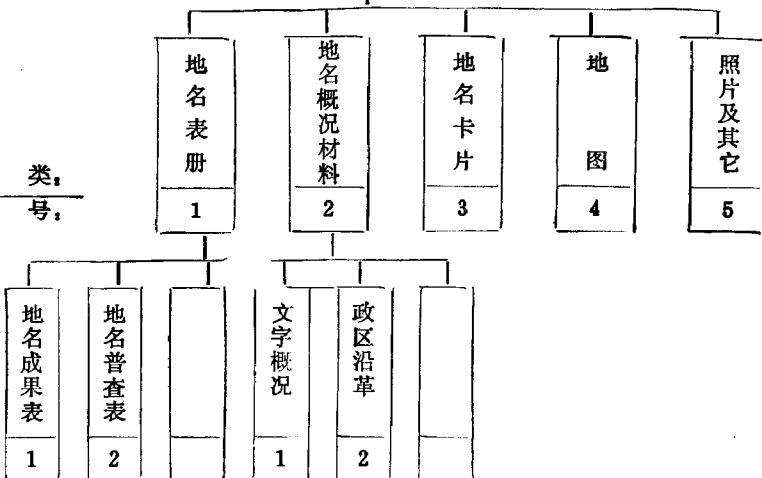 地名表册
地名概况材料
地名卡片
地图
照片及其它
类:
号:
1
2
3
4
5
地名成果表
地名普查表
文字概况
政区沿革
1
2
1
2